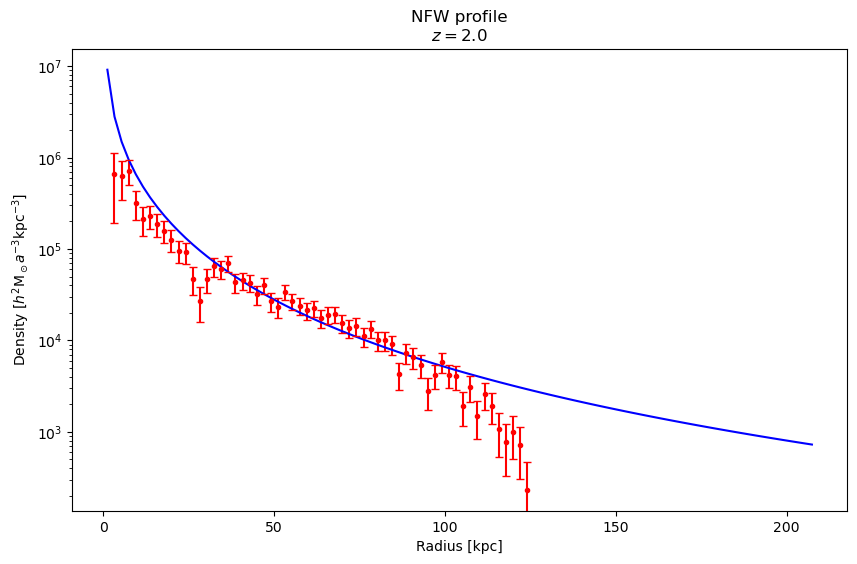 NFW profile
z = 2.0
Density [h²M⊙a⁻³kpc⁻³]
10⁷
10⁶
10⁵
10⁴
10³
0 50 100 150 200
Radius [kpc]